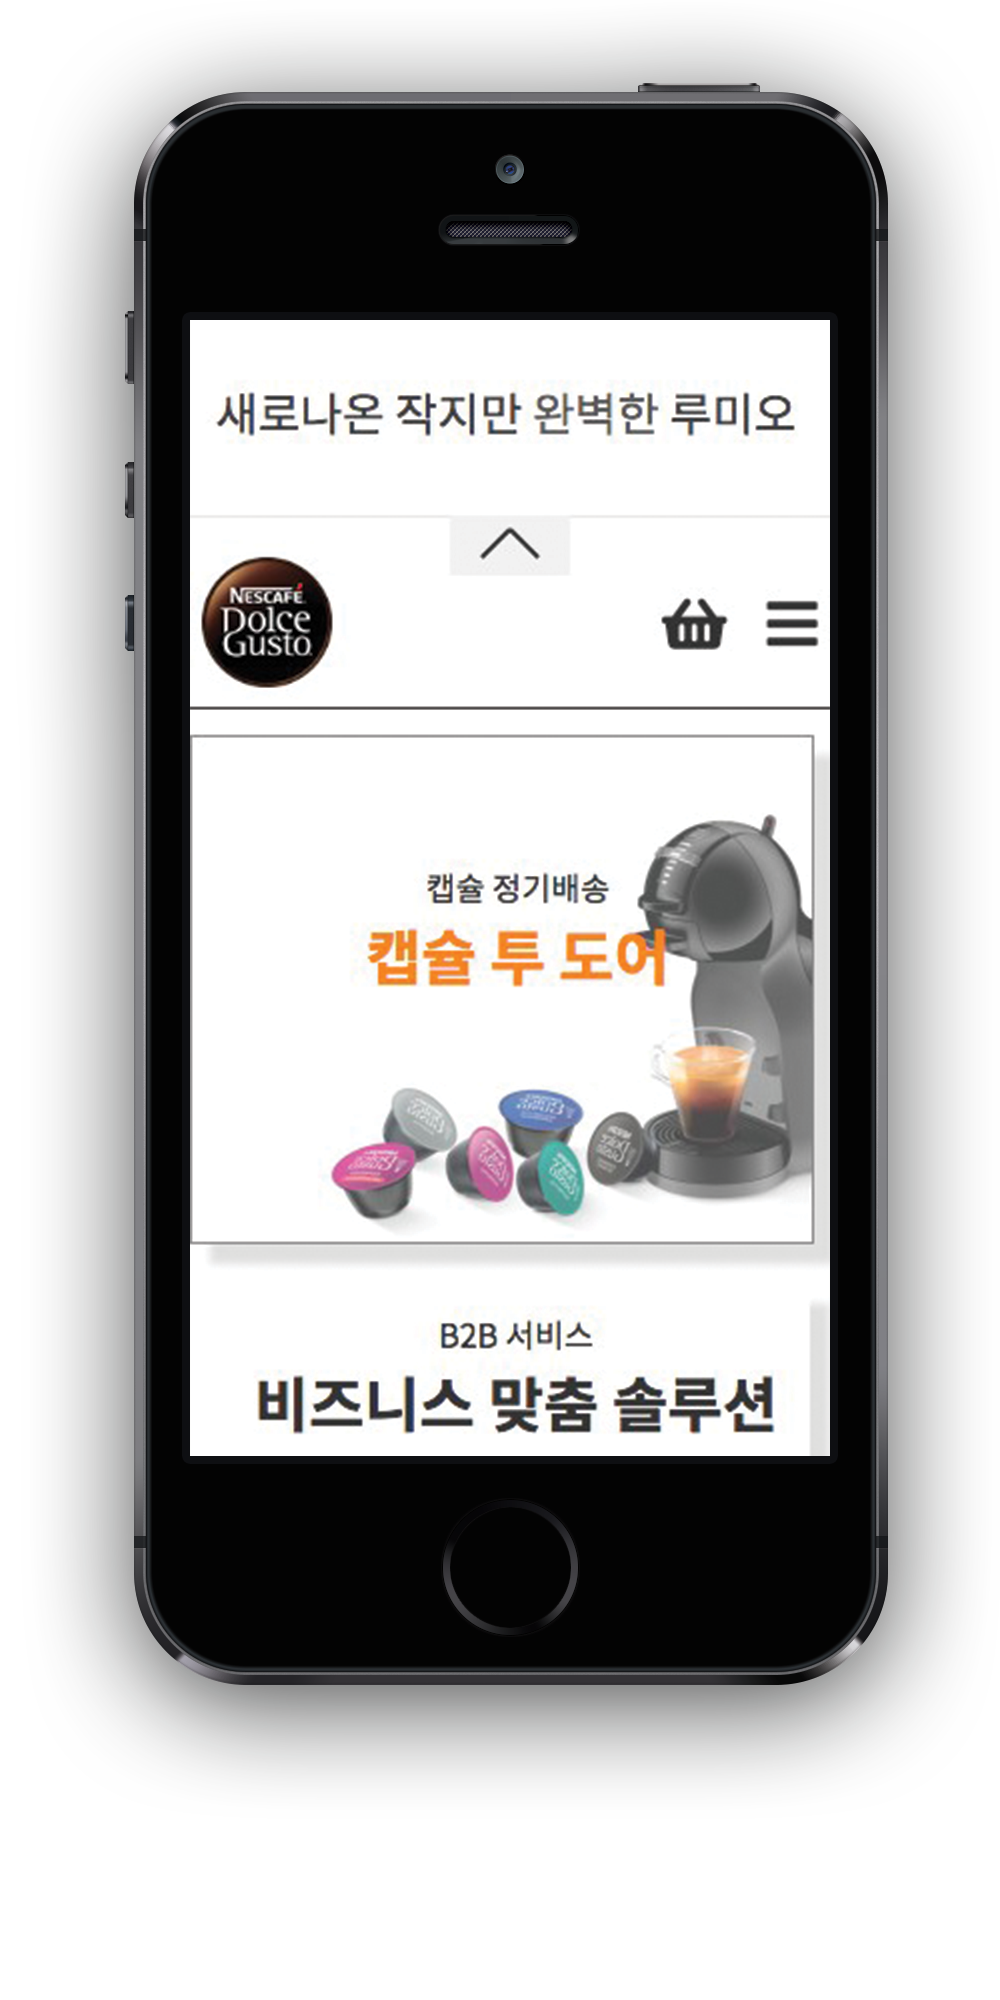 새로나온 작지만 완벽한 루미오
NESCAFÉ
Dolce
Gusto
캡슐 정기배송
캡슐 투 도어
B2B 서비스
비즈니스 맞춤 솔루션